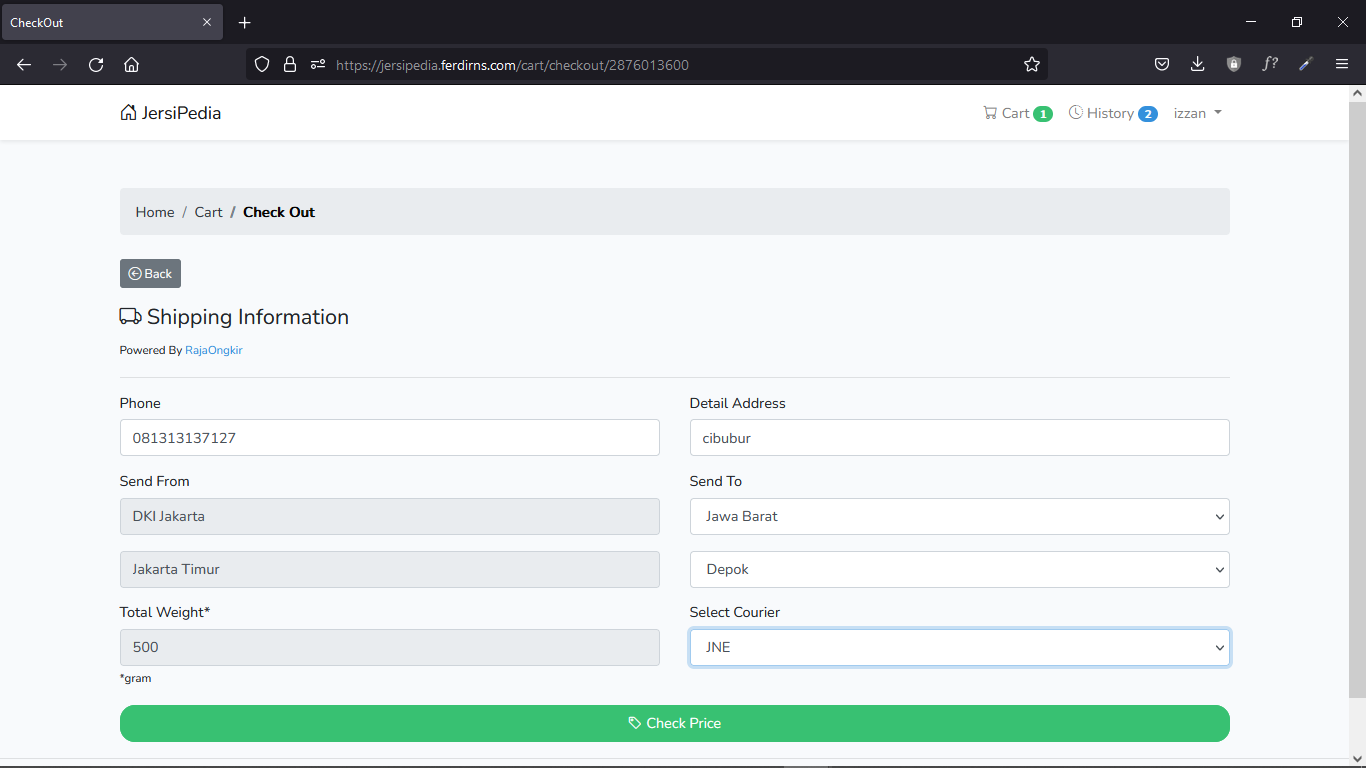 CheckOut
https://jersipedia.ferdirns.com/cart/checkout/2876013600
JersiPedia
Cart 1 History 2 izzan
Home / Cart / Check Out
Back
Shipping Information
Powered By RajaOngkir
Phone
081313137127
Detail Address
cibubur
Send From
DKI Jakarta
Jakarta Timur
Send To
Jawa Barat
Depok
Total Weight*
500
*gram
Select Courier
JNE
Check Price